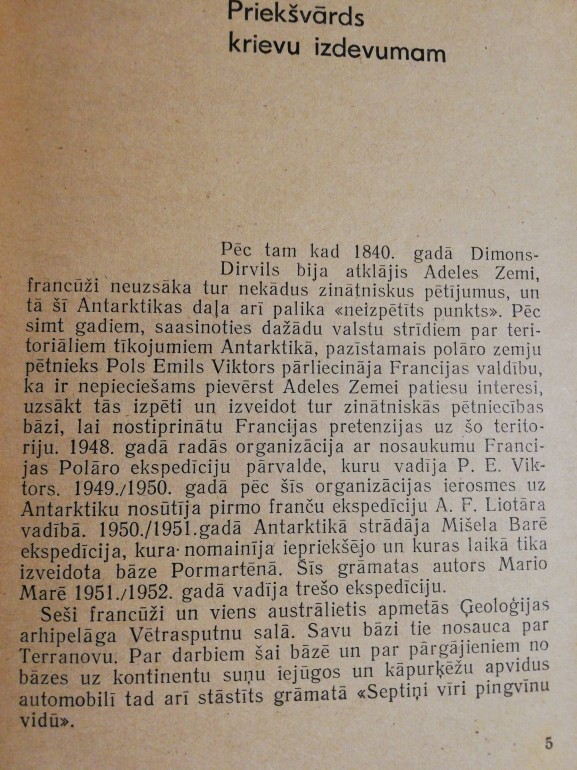 Priekšvārds
krievu izdevumam
Pēc tam kad 1840. gadā Dimons-
Dirvils bija atklājis Adeles Zemi,
francūži neuzsāka tur nekādus zinātniskus pētījumus, un
tā šī Antarktikas daļa arī palika «neizpētīts punkts». Pēc
simt gadiem, saasinoties dažādu valstu strīdiem par teri-
toriāliem tīkojumiem Antarktikā, pazīstamais polāro zemju
pētnieks Pols Emils Viktors pārliecināja Francijas valdību,
ka ir nepieciešams pievērst Adeles Zemei patiesu interesi,
uzsākt tās izpēti un izveidot tur zinātniskās pētniecības
bāzi, lai nostiprinātu Francijas pretenzijas uz šo terito-
riju. 1948. gadā radās organizācija ar nosaukumu Franci-
jas Polāro ekspedīciju pārvalde, kuru vadīja P. E. Vik-
tors. 1949./1950. gadā pēc šīs organizācijas ierosmes uz
Antarktiku nosūtīja pirmo franču ekspedīciju A. F. Liotāra
vadībā. 1950./1951.gadā Antarktikā strādāja Mišela Barē
ekspedīcija, kura nomainīja iepriekšējo un kuras laikā tika
izveidota bāze Pormartēnā. Šīs grāmatas autors Mario
Marē 1951./1952. gadā vadīja trešo ekspedīciju.
Seši francūži un viens austrālietis apmetās Ģeoloģijas
arhipelāga Vētrasputnu salā. Savu bāzi tie nosauca par
Terranovu. Par darbiem šai bāzē un par pārgājieniem no
bāzes uz kontinentu suņu iejūgos un kāpurķēžu apvidus
automobilī tad arī stāstīts grāmatā «Septiņi vīri pingvīnu
vidū».
5